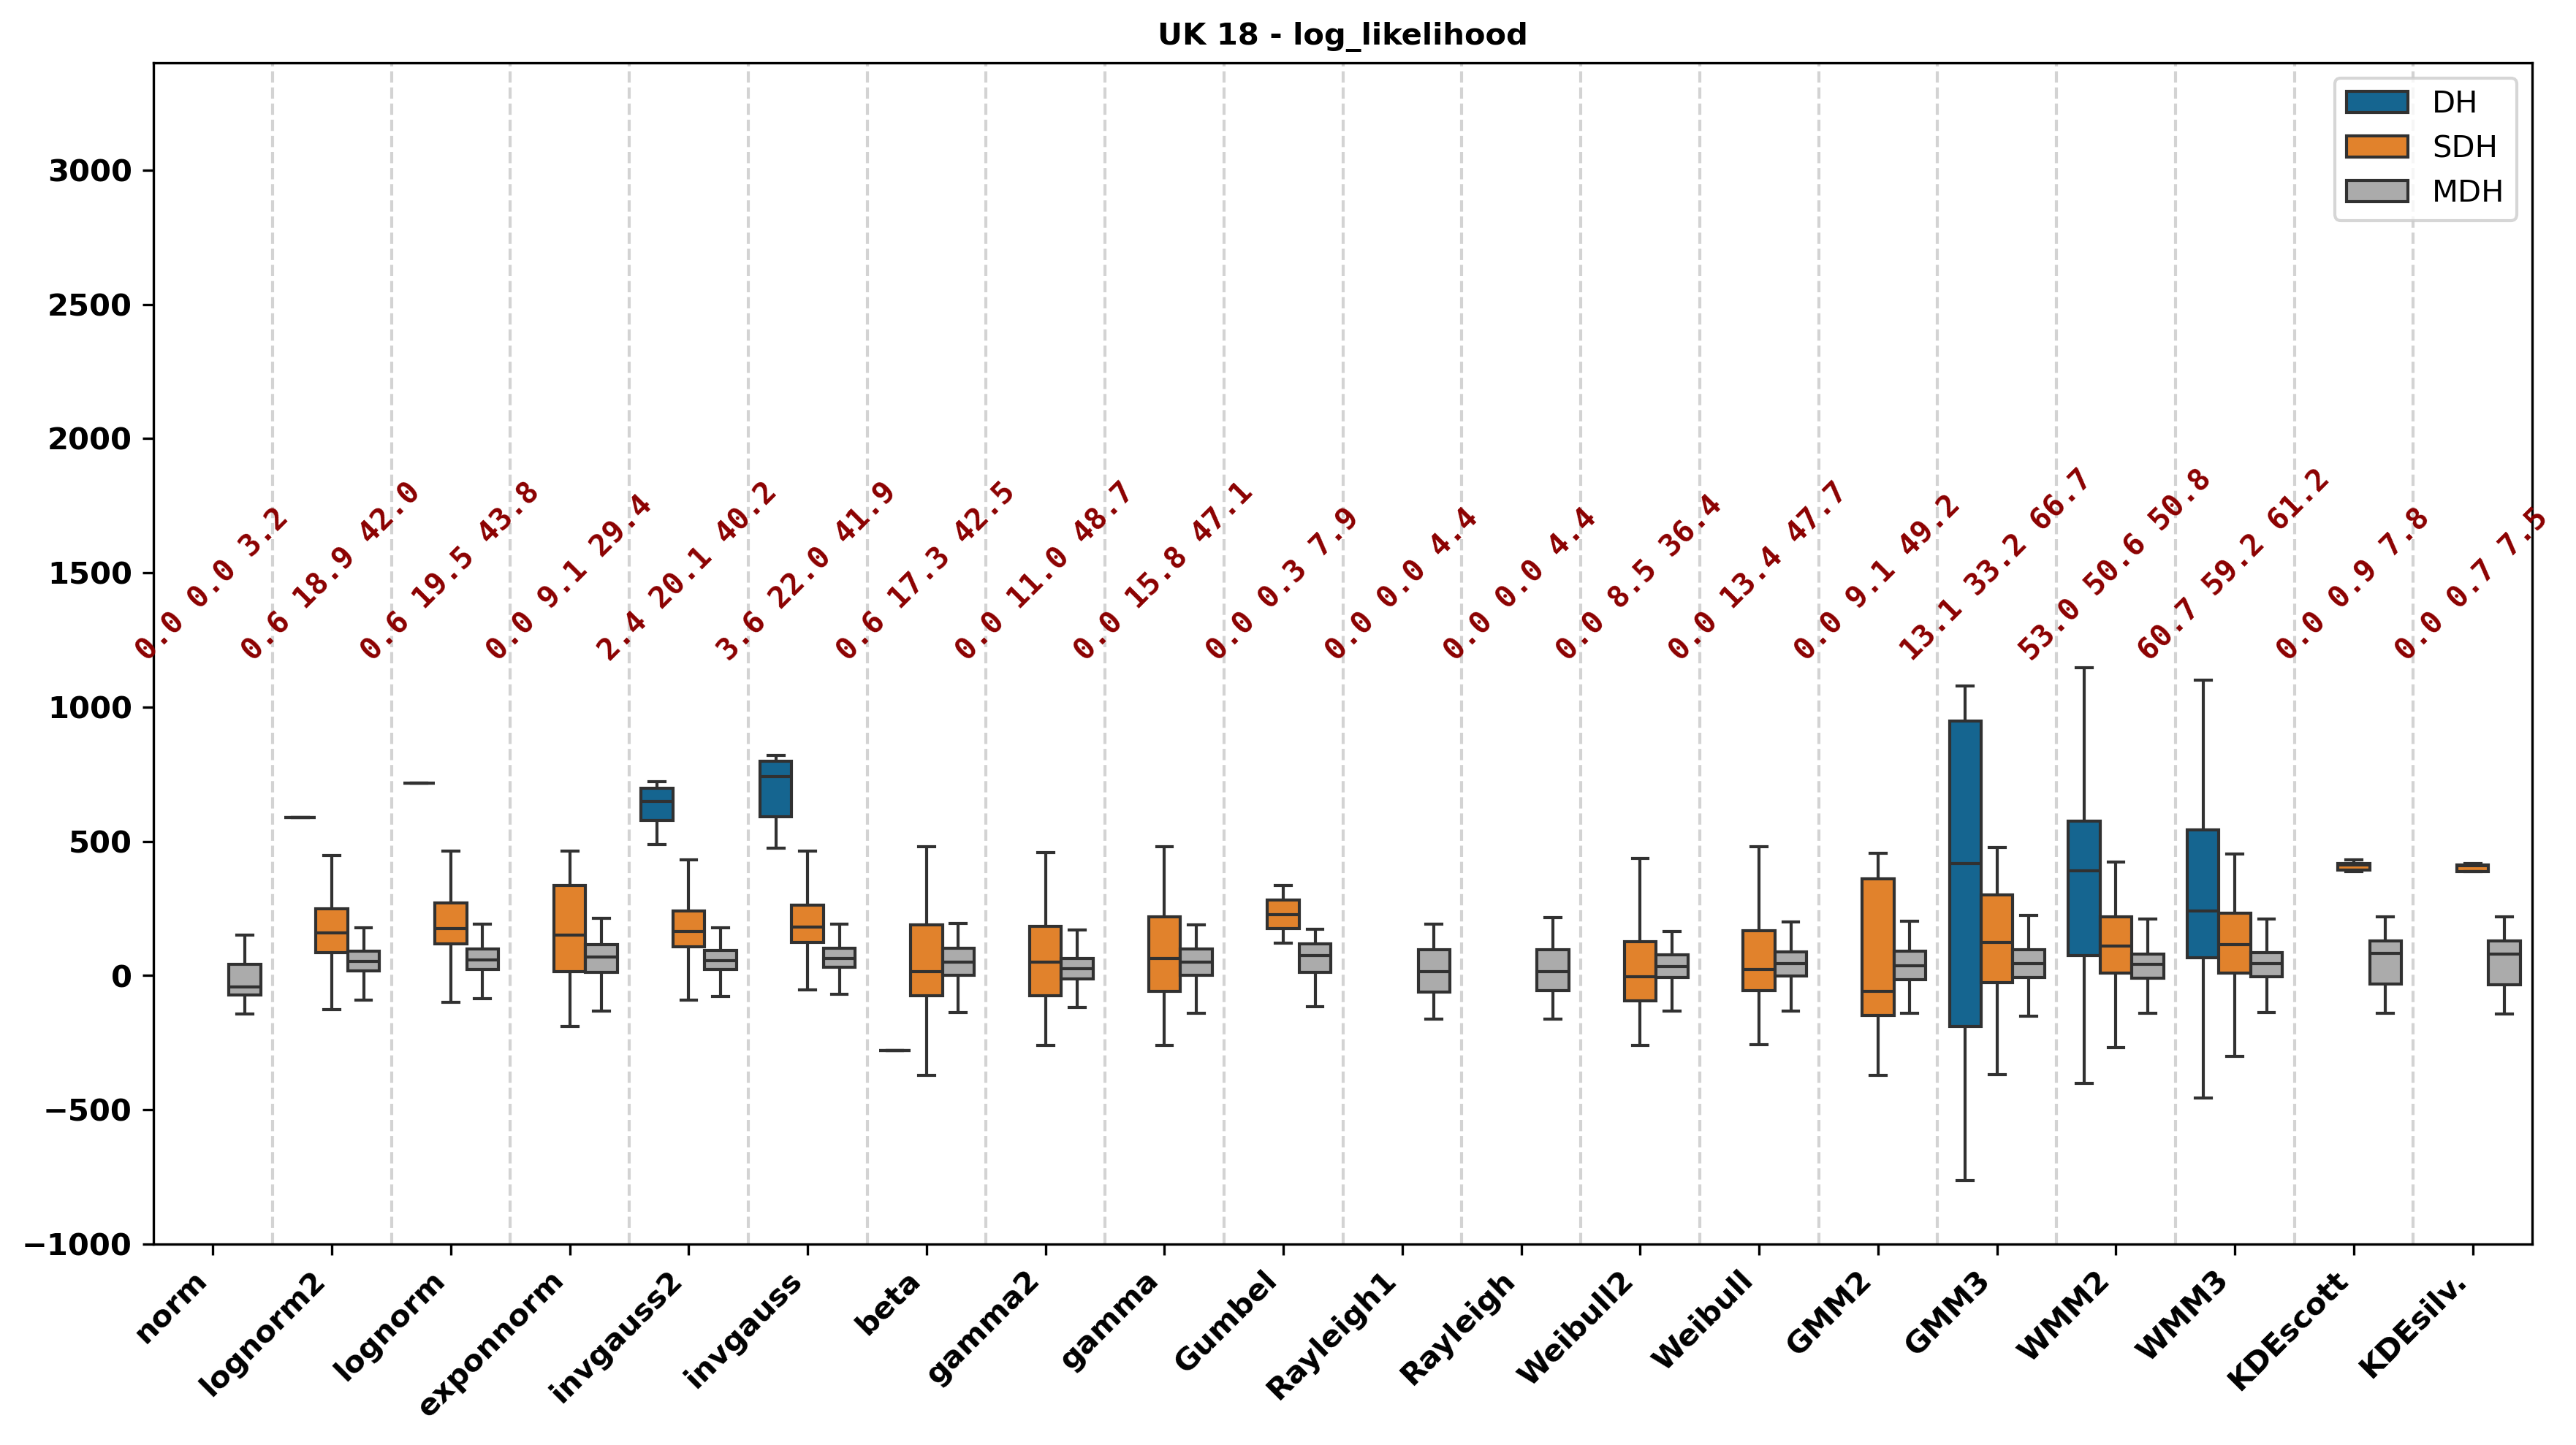 UK 18 - log_likelihood
DH
SDH
MDH
3000
2500
2000
1500
1000
500
0
−500
−1000
0.0 0.0 3.2
0.6 18.9 42.0
0.6 19.5 43.8
0.0 9.1 29.4
2.4 20.1 40.2
3.6 22.0 41.9
0.6 17.3 42.5
0.0 11.0 48.7
0.0 15.8 47.1
0.0 0.3 7.9
0.0 0.0 4.4
0.0 0.0 4.4
0.0 8.5 36.4
0.0 13.4 47.7
0.0 9.1 49.2
13.1 33.2 66.7
53.0 50.6 50.8
60.7 59.2 61.2
0.0 0.9 7.8
0.0 0.7 7.5
norm
lognorm2
lognorm
exponnorm
invgauss2
invgauss
beta
gamma2
gamma
Gumbel
Rayleigh1
Rayleigh
Weibull2
Weibull
GMM2
GMM3
WMM2
WMM3
KDEscott
KDEsilv.